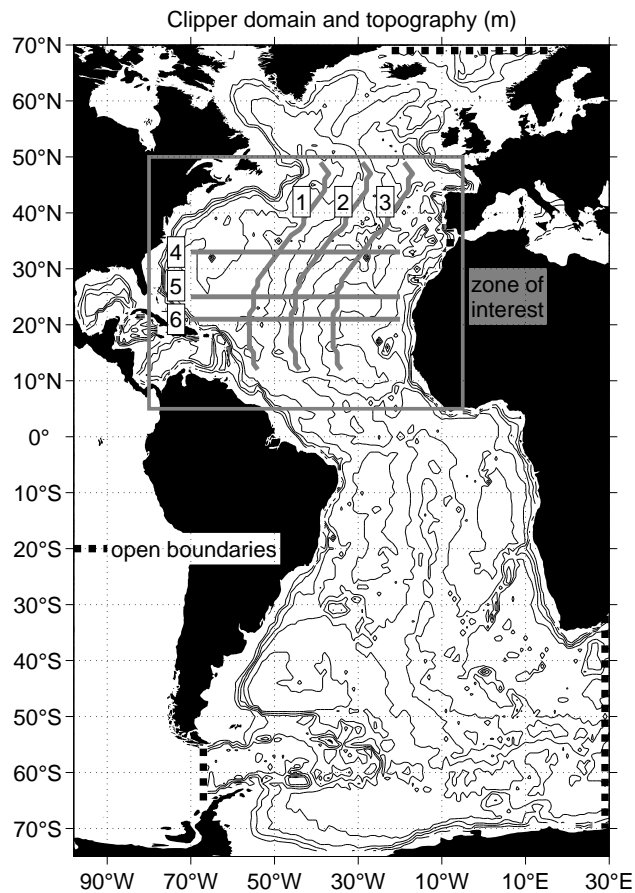 Clipper domain and topography (m)
70°N
60°N
50°N
40°N
1 2 3
4
30°N
5
zone of
interest
20°N
6
10°N
0°
10°S
20°S
open boundaries
30°S
40°S
50°S
60°S
70°S
90°W 70°W 50°W 30°W 10°W 10°E 30°E